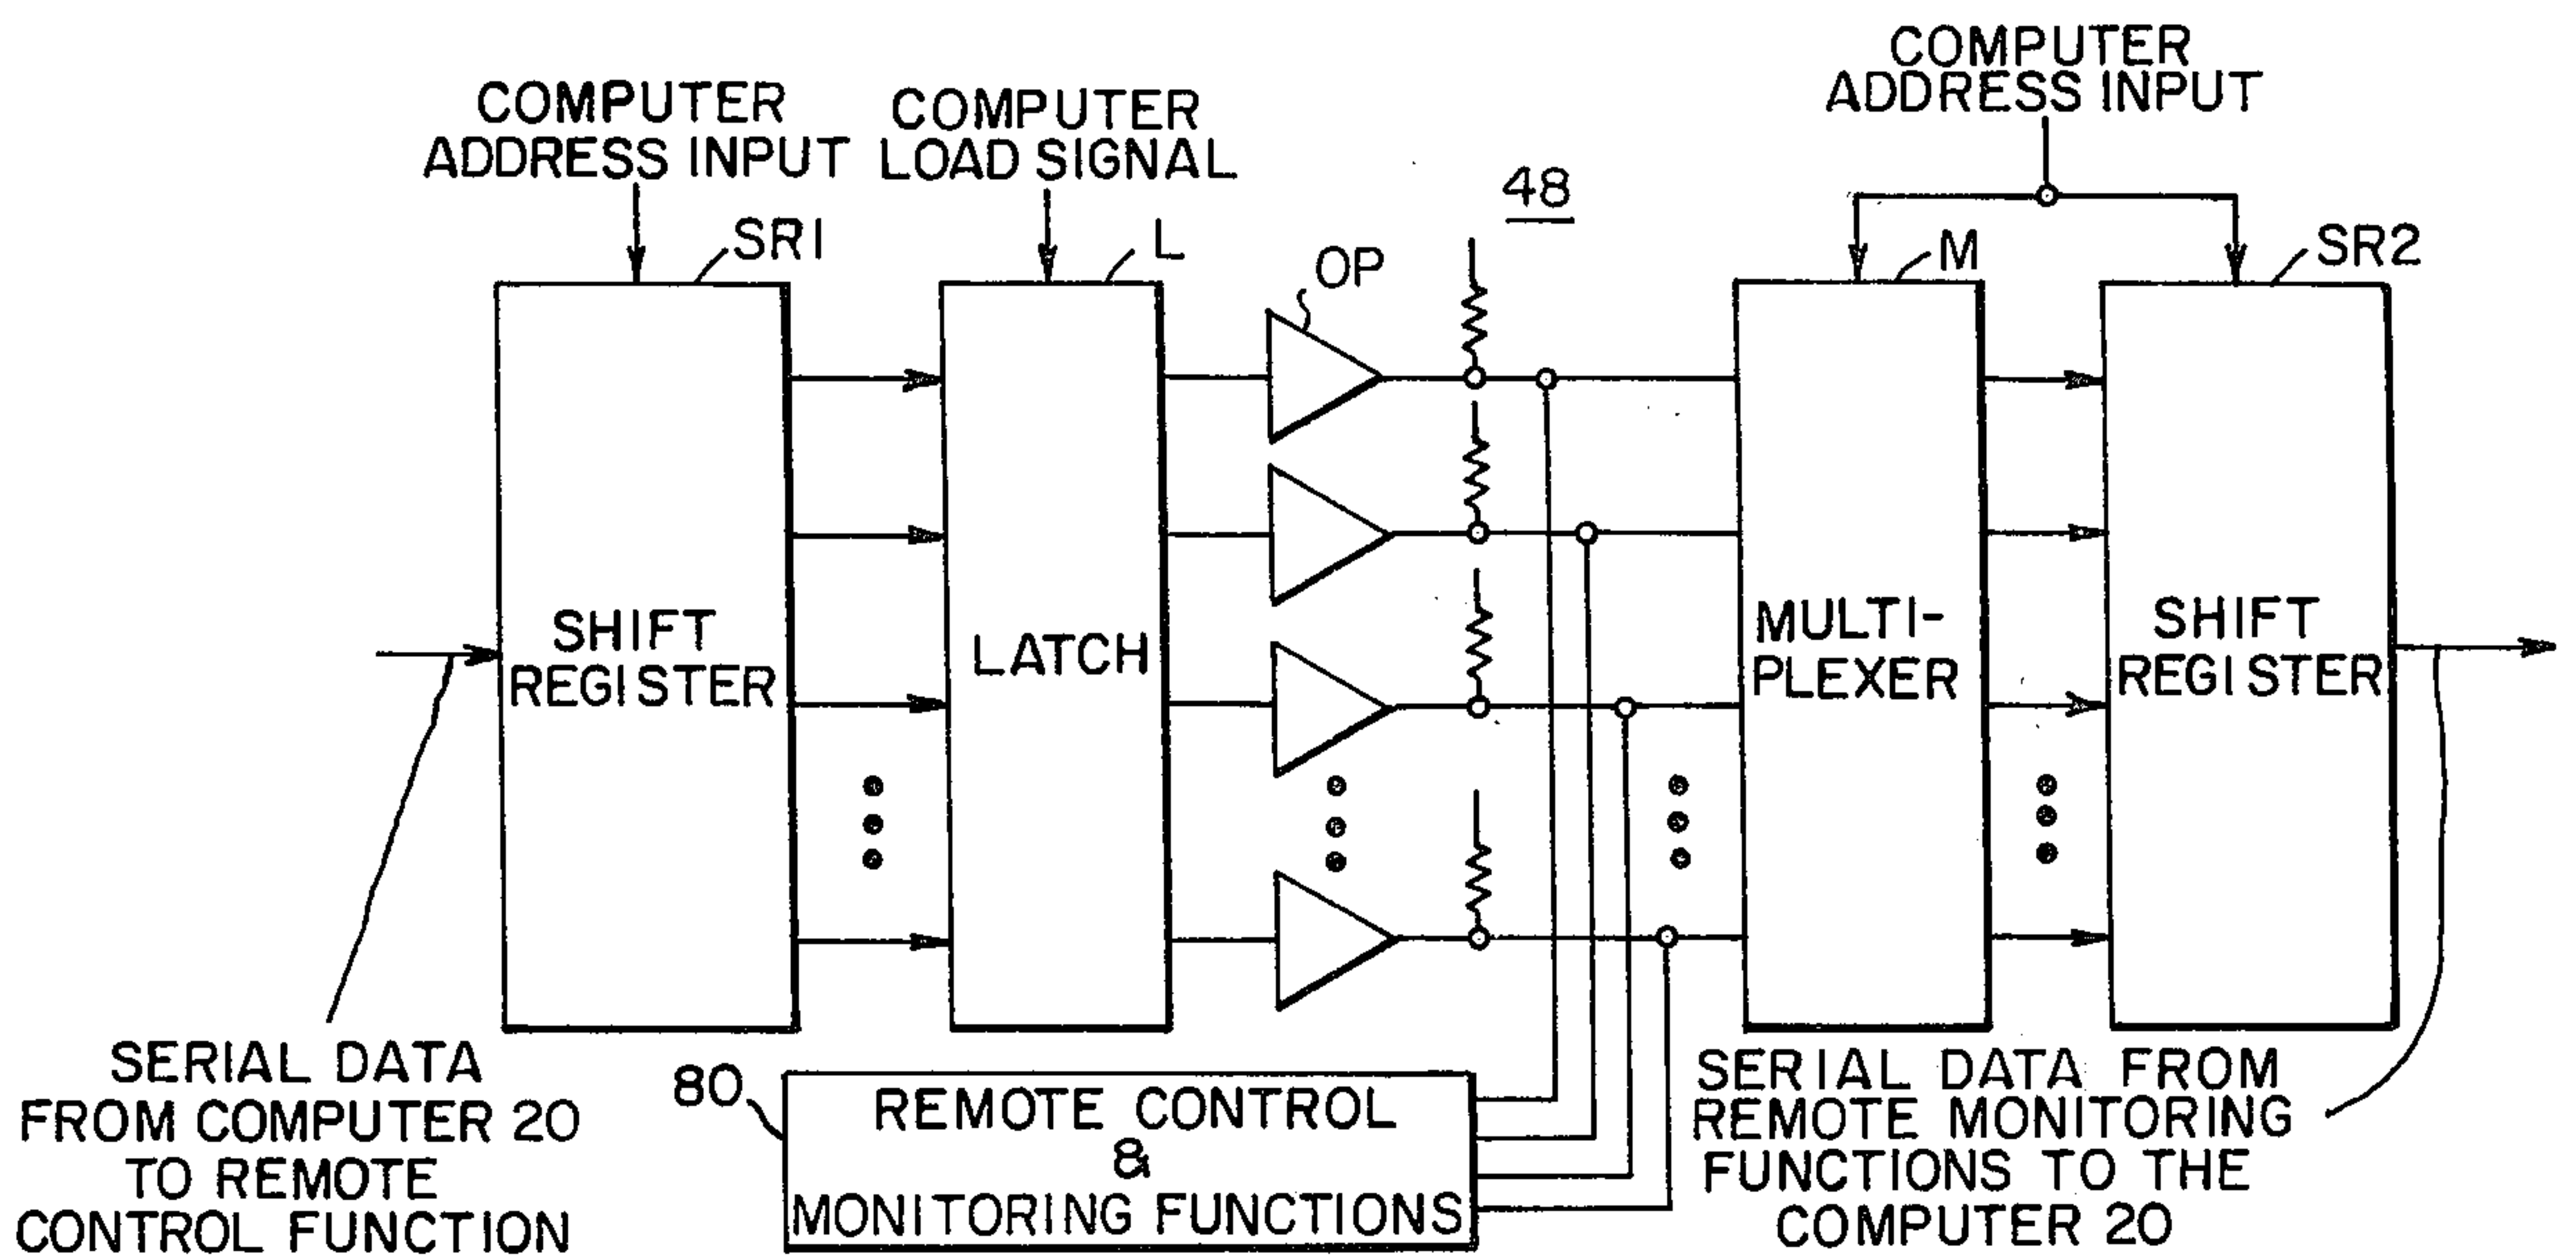 COMPUTER
ADDRESS INPUT
COMPUTER
LOAD SIGNAL
COMPUTER
ADDRESS INPUT
48
SR1
L
OP
M
SR2
SHIFT
REGISTER
LATCH
MULTI-
PLEXER
SHIFT
REGISTER
SERIAL DATA
FROM COMPUTER 20
TO REMOTE
CONTROL FUNCTION
80
REMOTE CONTROL
&
MONITORING FUNCTIONS
SERIAL DATA FROM
REMOTE MONITORING
FUNCTIONS TO THE
COMPUTER 20